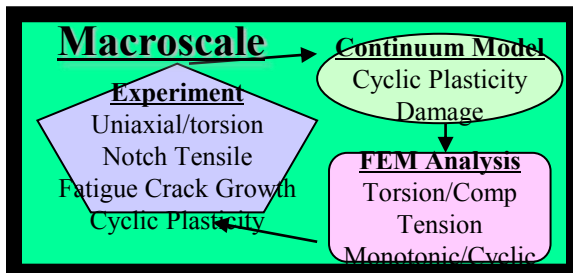 Macroscale
Experiment
Uniaxial/torsion
Notch Tensile
Fatigue Crack Growth
Cyclic Plasticity
Continuum Model
Cyclic Plasticity
Damage
FEM Analysis
Torsion/Comp
Tension
Monotonic/Cyclic